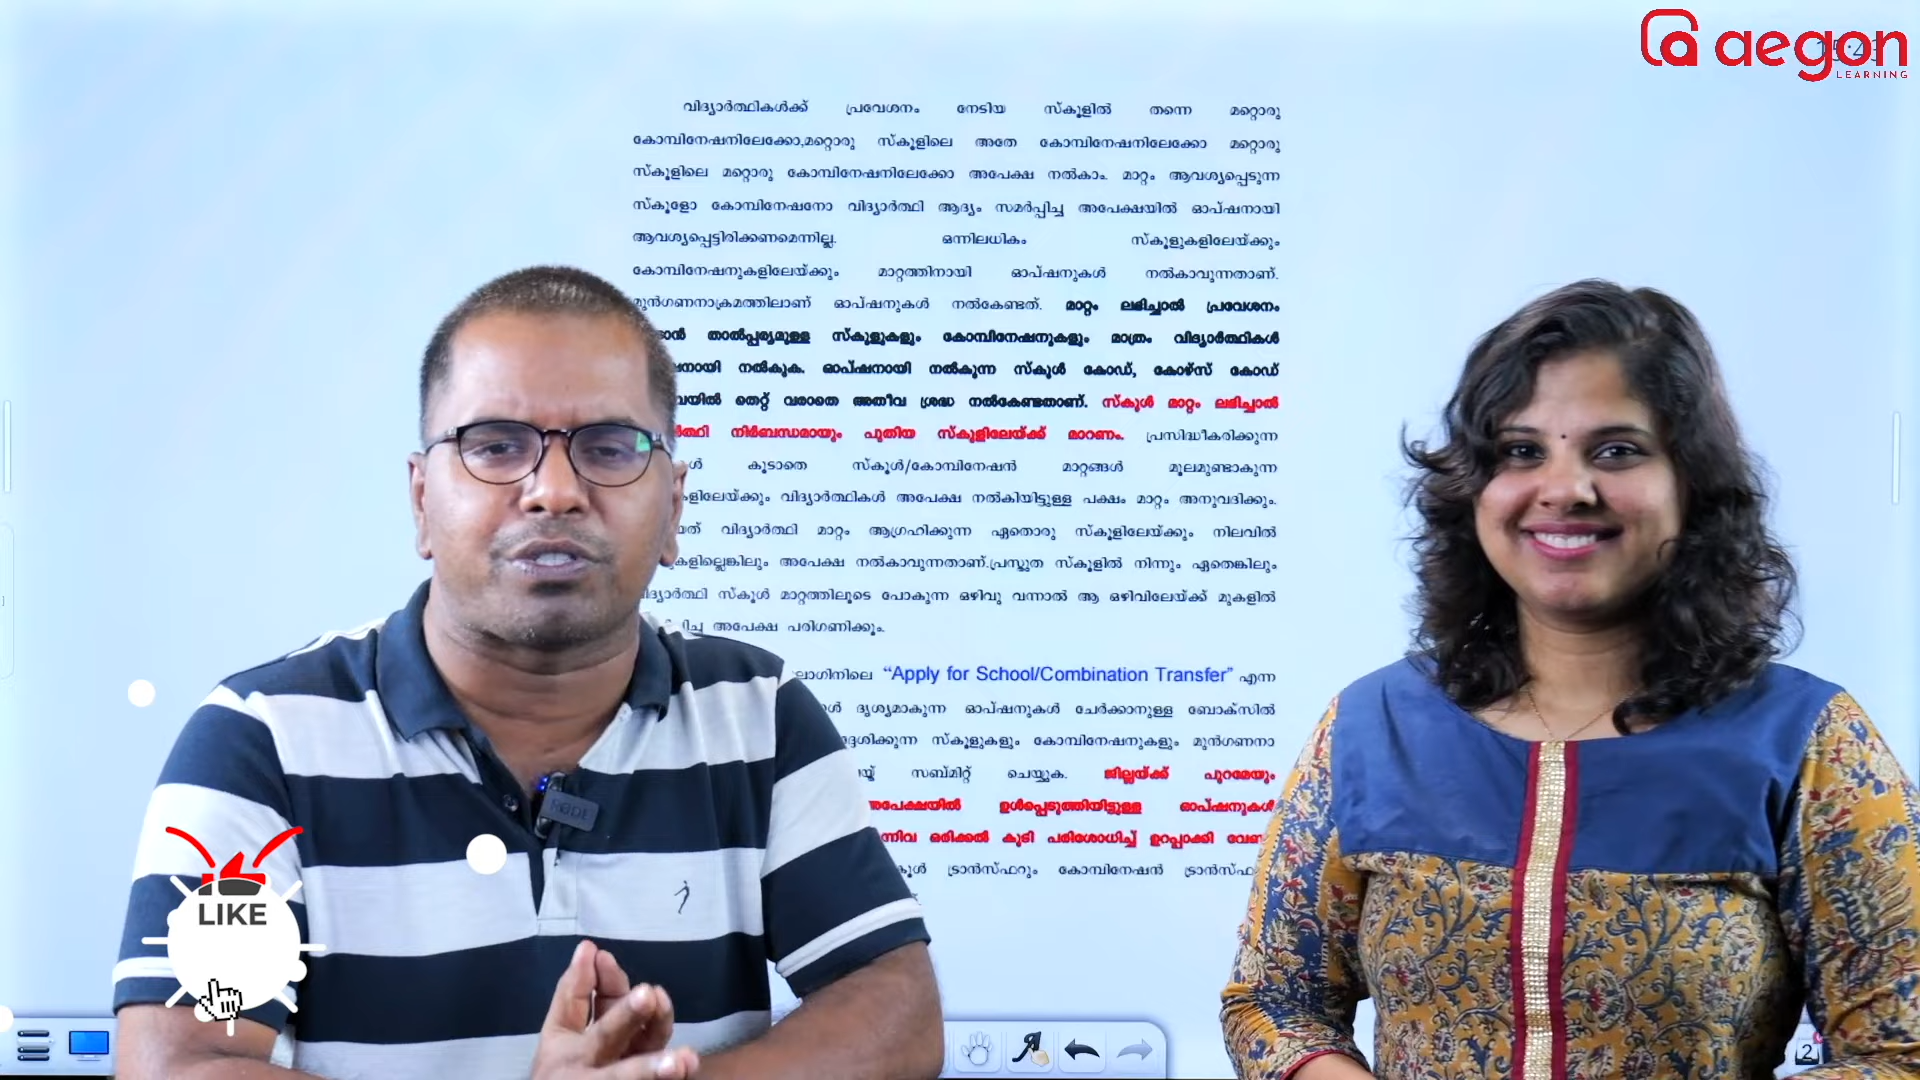 aegon
LEARNING
വിദ്യാർത്ഥികൾക്ക് പ്രവേശനം നേടിയ സ്കൂളിൽ തന്നെ മറ്റൊരു
കോമ്പിനേഷനിലേക്കോ,മറ്റൊരു സ്കൂളിലെ അതേ കോമ്പിനേഷനിലേക്കോ മറ്റൊരു
സ്കൂളിലെ മറ്റൊരു കോമ്പിനേഷനിലേക്കോ അപേക്ഷ നൽകാം. മാറ്റം ആവശ്യപ്പെടുന്ന
സ്കൂളോ കോമ്പിനേഷനോ വിദ്യാർത്ഥി ആദ്യം സമർപ്പിച്ച അപേക്ഷയിൽ ഓപ്ഷനായി
ആവശ്യപ്പെട്ടിരിക്കണമെന്നില്ല. ഒന്നിലധികം സ്കൂളുകളിലേയ്ക്കും
കോമ്പിനേഷനുകളിലേയ്ക്കും മാറ്റത്തിനായി ഓപ്ഷനുകൾ നൽകാവുന്നതാണ്.
മുൻഗണനാക്രമത്തിലാണ് ഓപ്ഷനുകൾ നൽകേണ്ടത്. മാറ്റം ലഭിച്ചാൽ പ്രവേശനം
താൽപ്പര്യമുള്ള സ്കൂളുകളും കോമ്പിനേഷനുകളും മാത്രം വിദ്യാർത്ഥികൾ
നൽകുക. ഓപ്ഷനായി നൽകുന്ന സ്കൂൾ കോഡ്, കോഴ്സ് കോഡ്
തെറ്റ് വരാതെ അതീവ ശ്രദ്ധ നൽകേണ്ടതാണ്. സ്കൂൾ മാറ്റം ലഭിച്ചാൽ
നിർബന്ധമായും പുതിയ സ്കൂളിലേയ്ക്ക് മാറണം. പ്രസിദ്ധീകരിക്കുന്ന
കൂടാതെ സ്കൂൾ/കോമ്പിനേഷൻ മാറ്റങ്ങൾ മൂലമുണ്ടാകുന്ന
വിദ്യാർത്ഥികൾ അപേക്ഷ നൽകിയിട്ടുള്ള പക്ഷം മാറ്റം അനുവദിക്കും.
വിദ്യാർത്ഥി മാറ്റം ആഗ്രഹിക്കുന്ന ഏതൊരു സ്കൂളിലേയ്ക്കും നിലവിൽ
അപേക്ഷ നൽകാവുന്നതാണ്.പ്രസ്തുത സ്കൂളിൽ നിന്നും ഏതെങ്കിലും
സ്കൂൾ മാറ്റത്തിലൂടെ പോകുന്ന ഒഴിവു വന്നാൽ ആ ഒഴിവിലേയ്ക്ക് മുകളിൽ
അപേക്ഷ പരിഗണിക്കും.
“Apply for School/Combination Transfer” എന്ന
ദൃശ്യമാകുന്ന ഓപ്ഷനുകൾ ചേർക്കാനുള്ള ബോക്സിൽ
സ്കൂളുകളും കോമ്പിനേഷനുകളും മുൻഗണനാ
സബ്മിറ്റ് ചെയ്യുക. ജില്ലയ്ക്ക് പുറമേയും
അപേക്ഷയിൽ ഉൾപ്പെടുത്തിയിട്ടുള്ള ഓപ്ഷനുകൾ
ഒരിക്കൽ കൂടി പരിശോധിച്ച് ഉറപ്പാക്കി
ട്രാൻസ്ഫറും കോമ്പിനേഷൻ
RODE
LIKE
2